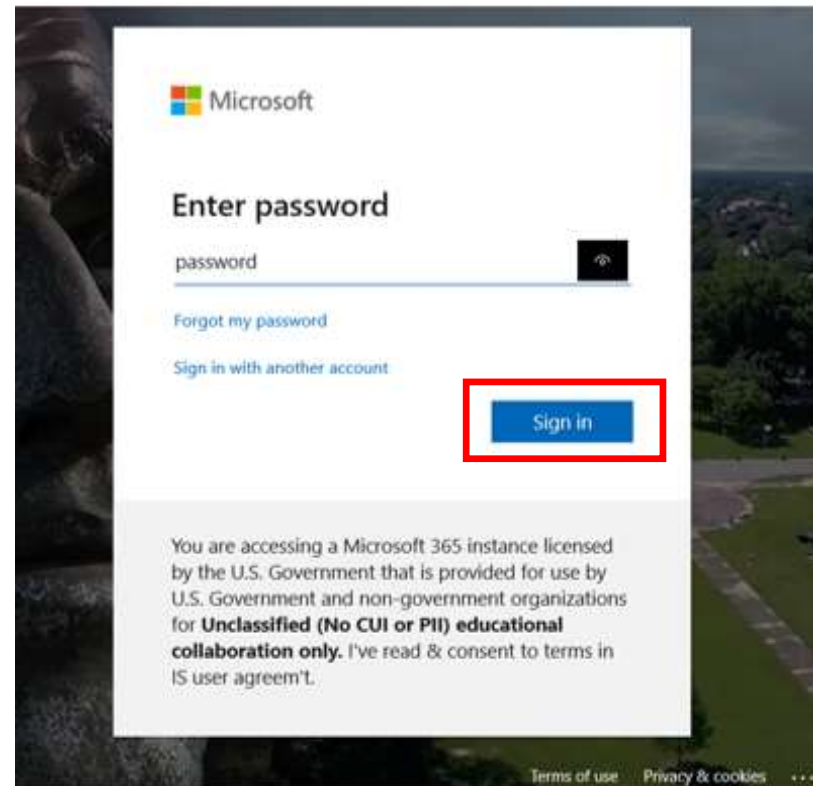 Microsoft
Enter password
password
Forgot my password
Sign in with another account
Sign in
You are accessing a Microsoft 365 instance licensed
by the U.S. Government that is provided for use by
U.S. Government and non-government organizations
for Unclassified (No CUI or PII) educational
collaboration only. I've read & consent to terms in
IS user agreem't.
Terms of use Privacy & cookies ...